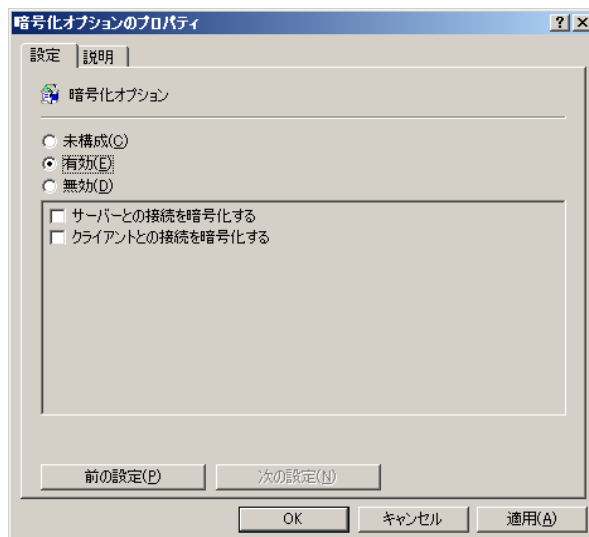 暗号化オプションのプロパティ
設定 説明
暗号化オプション
未構成(C)
有効(E)
無効(D)
サーバーとの接続を暗号化する
クライアントとの接続を暗号化する
前の設定(P) 次の設定(N)
OK キャンセル 適用(A)